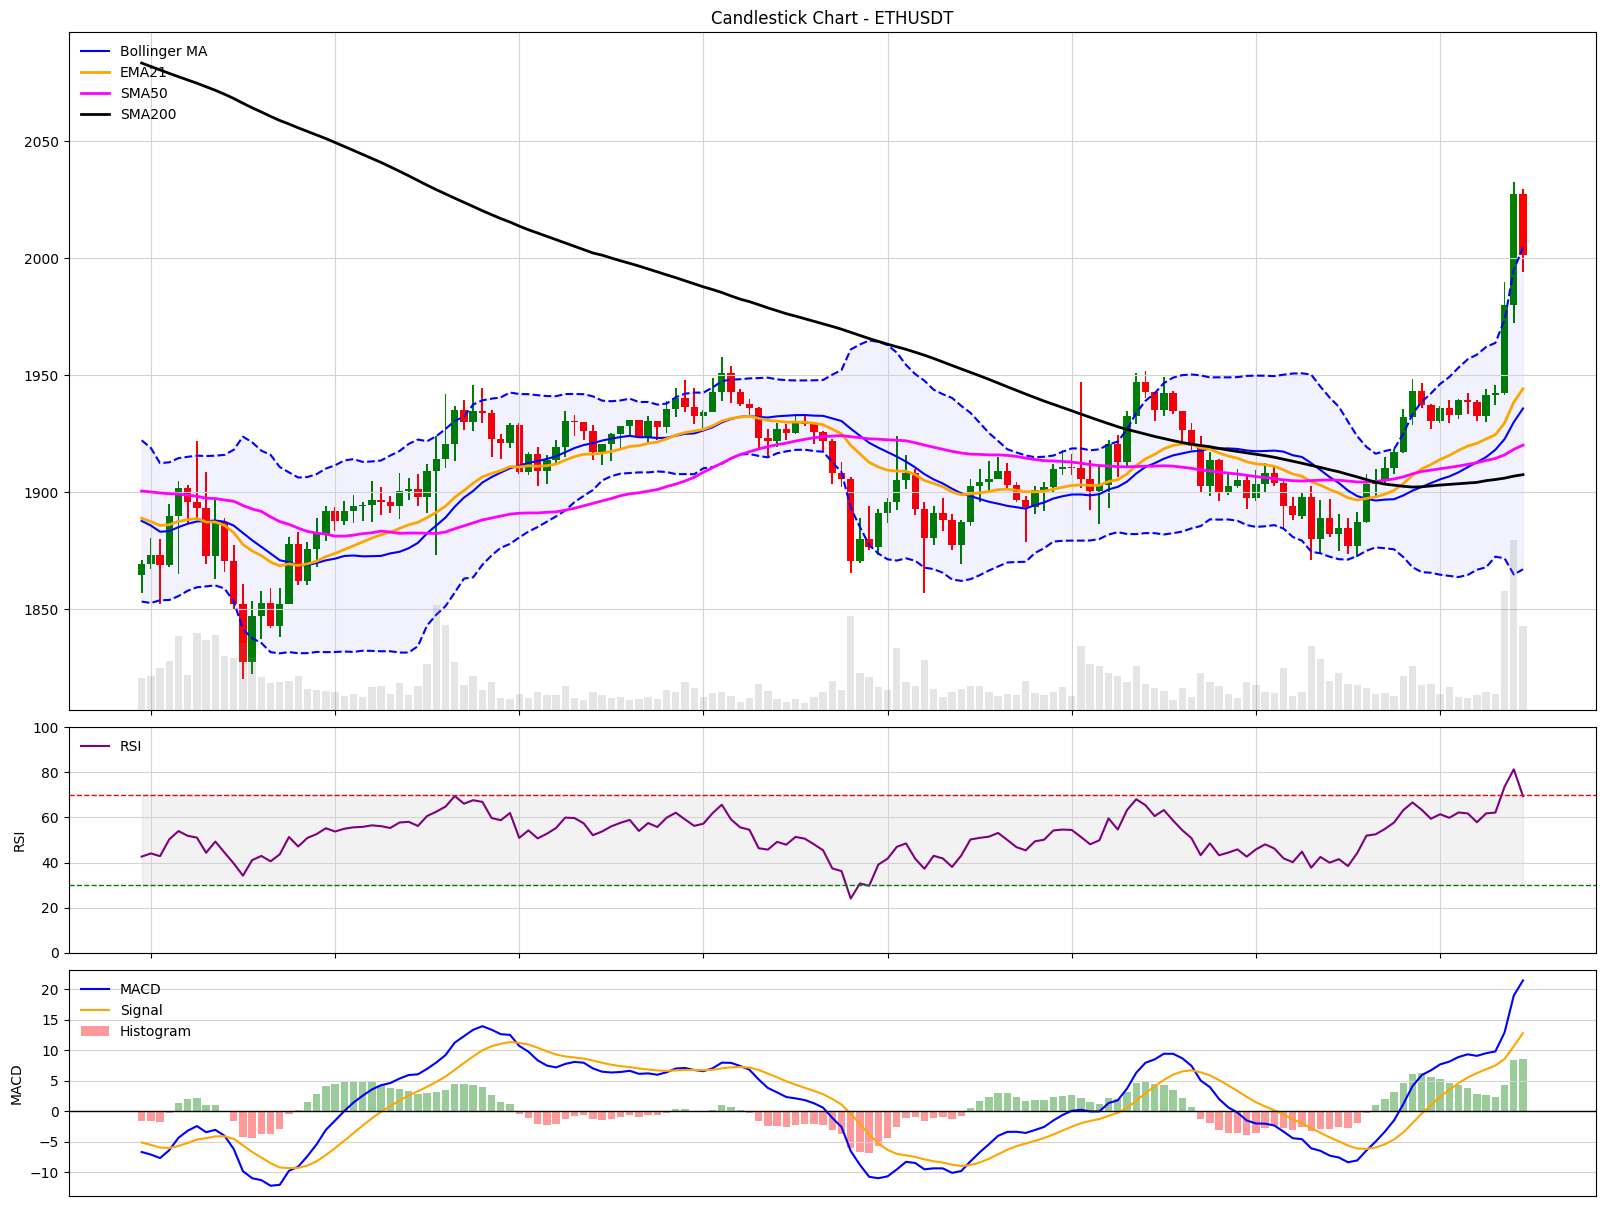 Candlestick Chart - ETHUSDT
Bollinger MA
EMA21
SMA50
SMA200
2050
2000
1950
1900
1850
RSI
100
80
60
40
20
0
RSI
MACD
Signal
Histogram
20
15
10
5
0
−5
−10
MACD